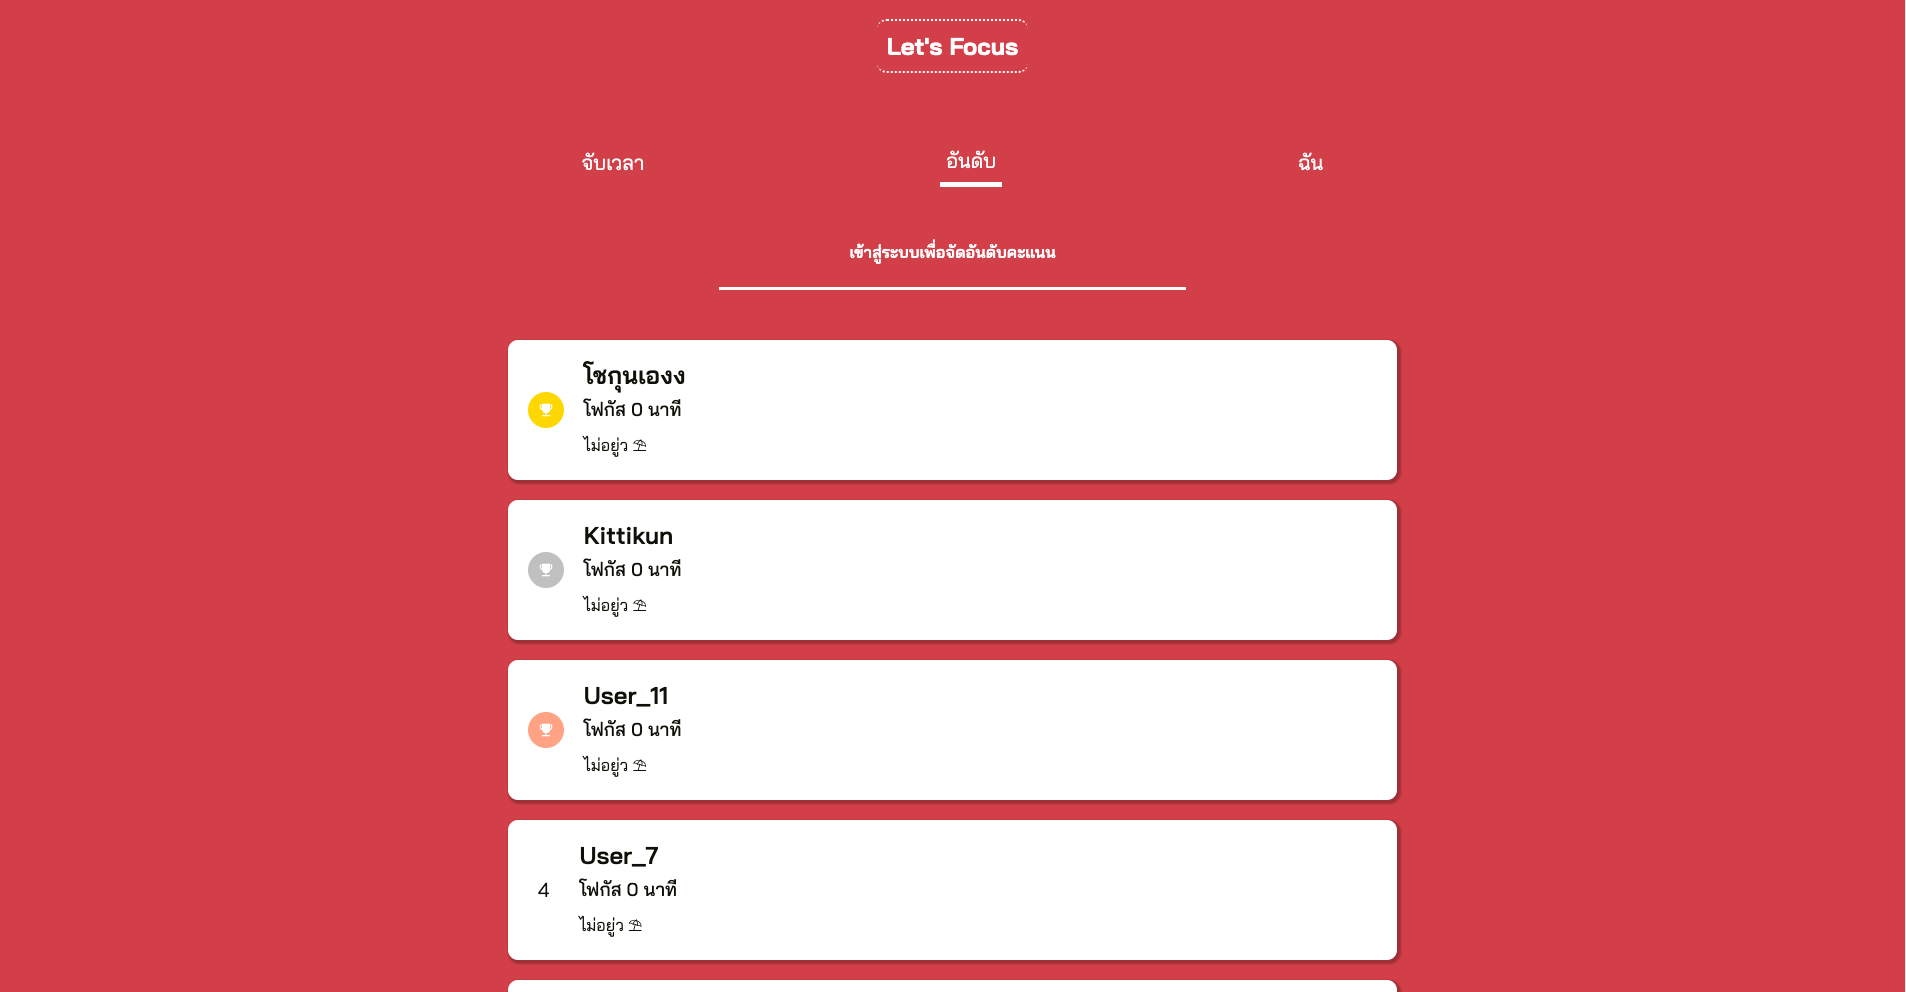 Let's Focus
จับเวลา
อันดับ
ฉัน
เข้าสู่ระบบเพื่อจัดอันดับคะแนน
โชกุนเองง
โฟกัส 0 นาที
ไม่อยู่ว ⛱
Kittikun
โฟกัส 0 นาที
ไม่อยู่ว ⛱
User_11
โฟกัส 0 นาที
ไม่อยู่ว ⛱
User_7
4
โฟกัส 0 นาที
ไม่อยู่ว ⛱